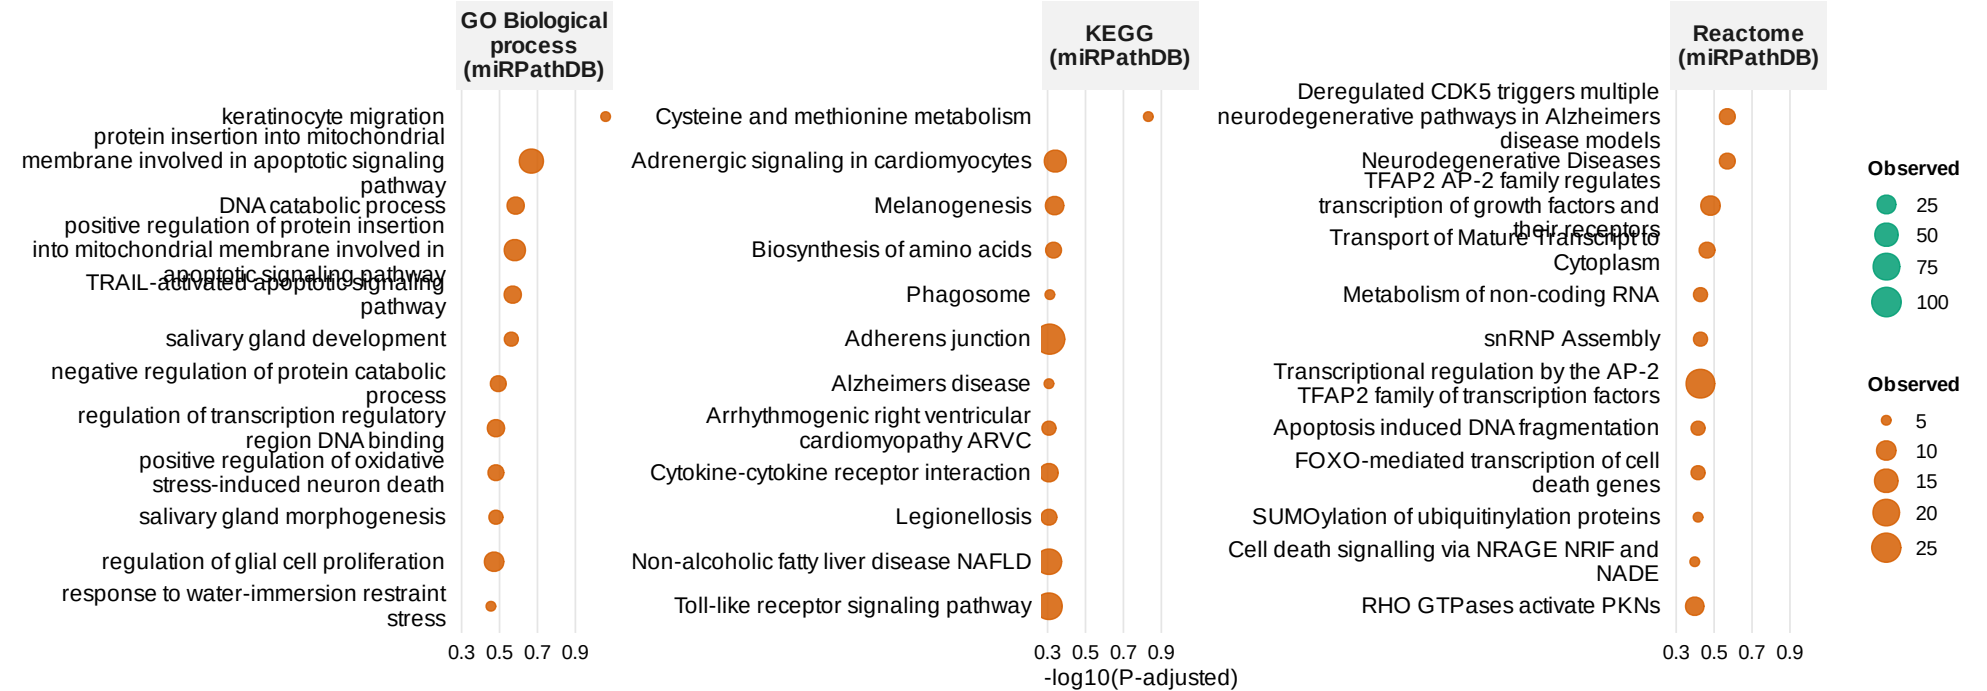 GO Biological
process
(miRPathDB)
keratinocyte migration
protein insertion into mitochondrial
membrane involved in apoptotic signaling
pathway
DNA catabolic process
positive regulation of protein insertion
into mitochondrial membrane involved in
apoptotic signaling pathway
TRAIL-activated apoptotic signaling
pathway
salivary gland development
negative regulation of protein catabolic
process
regulation of transcription regulatory
region DNA binding
positive regulation of oxidative
stress-induced neuron death
salivary gland morphogenesis
regulation of glial cell proliferation
response to water-immersion restraint
stress
0.3 0.5 0.7 0.9
KEGG
(miRPathDB)
Cysteine and methionine metabolism
Adrenergic signaling in cardiomyocytes
Melanogenesis
Biosynthesis of amino acids
Phagosome
Adherens junction
Alzheimers disease
Arrhythmogenic right ventricular
cardiomyopathy ARVC
Cytokine-cytokine receptor interaction
Legionellosis
Non-alcoholic fatty liver disease NAFLD
Toll-like receptor signaling pathway
0.3 0.5 0.7 0.9
-log10(P-adjusted)
Reactome
(miRPathDB)
Deregulated CDK5 triggers multiple
neurodegenerative pathways in Alzheimers
disease models
Neurodegenerative Diseases
TFAP2 AP-2 family regulates
transcription of growth factors and
their receptors
Transport of Mature Transcript to
Cytoplasm
Metabolism of non-coding RNA
snRNP Assembly
Transcriptional regulation by the AP-2
TFAP2 family of transcription factors
Apoptosis induced DNA fragmentation
FOXO-mediated transcription of cell
death genes
SUMOylation of ubiquitinylation proteins
Cell death signalling via NRAGE NRIF and
NADE
RHO GTPases activate PKNs
0.3 0.5 0.7 0.9
Observed
25
50
75
100
Observed
5
10
15
20
25